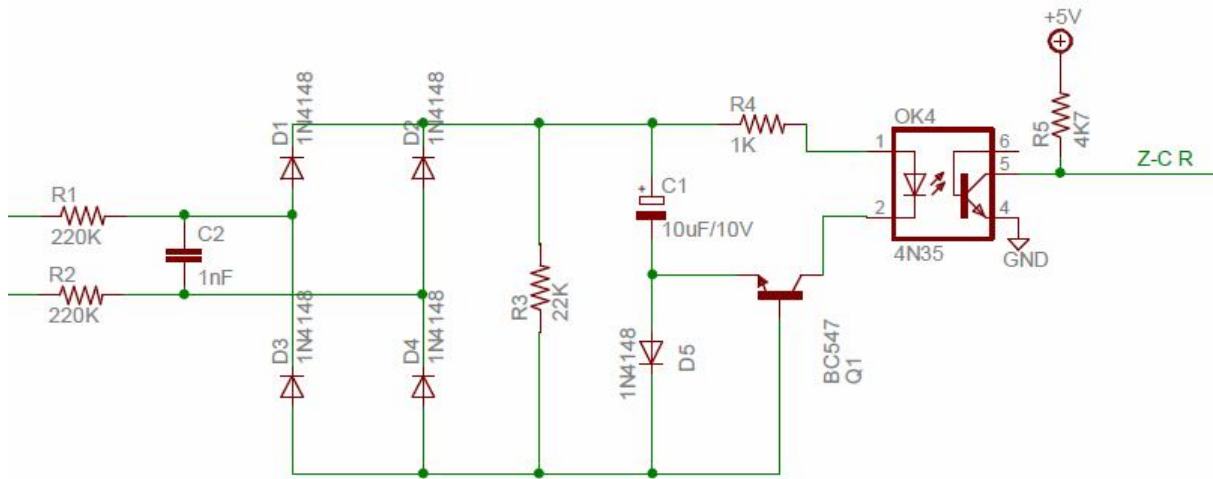 +5V
D1
1N4148
D2
1N4148
R4
1K
OK4
1
2
6
5
4
4N35
R5
4K7
Z-C R
GND
R1
220K
C2
1nF
R2
220K
+
C1
10uF/10V
R3
22K
D3
1N4148
D4
1N4148
1N4148
D5
BC547
Q1